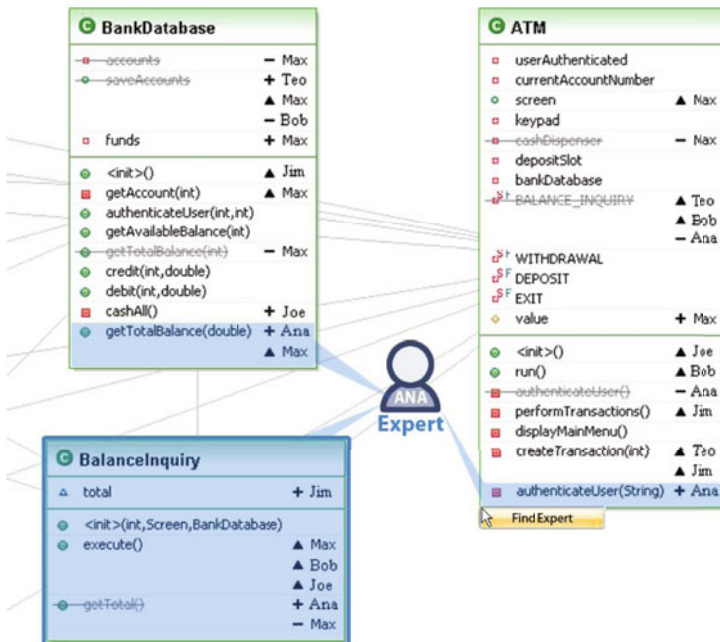 C BankDatabase
accounts − Max
saveAccounts + Teo
▲ Max
− Bob
funds + Max
<init>() ▲ Jim
getAccount(int) ▲ Max
authenticateUser(int,int)
getAvailableBalance(int)
getTotalBalance(int) − Max
credit(int,double)
debit(int,double)
cashAll() + Joe
getTotalBalance(double) + Ana
▲ Max
C BalanceInquiry
total + Jim
<init>(int,Screen,BankDatabase)
execute() ▲ Max
▲ Bob
▲ Joe
getTotal() + Ana
− Max
ANA
Expert
C ATM
userAuthenticated
currentAccountNumber
screen ▲ Max
keypad
cashDispenser − Max
depositSlot
bankDatabase
S F BALANCE_INQUIRY ▲ Teo
▲ Bob
− Ana
S F WITHDRAWAL
S F DEPOSIT
S F EXIT
value + Max
<init>() ▲ Joe
run() ▲ Bob
authenticateUser() − Ana
performTransactions() ▲ Jim
displayMainMenu()
createTransaction(int) ▲ Teo
▲ Jim
authenticateUser(String) + Ana
FindExpert